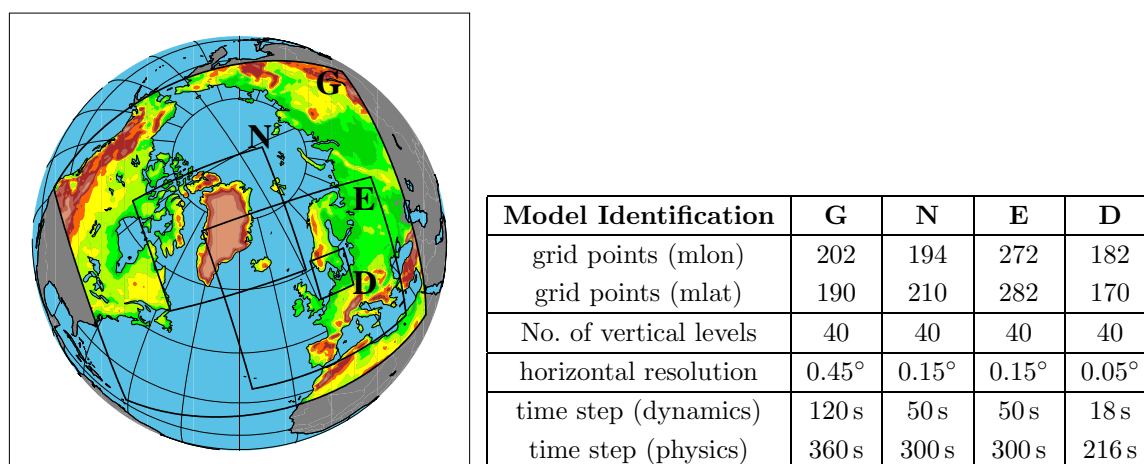 G
N
E
D
Model Identification G N E D
grid points (mlon) 202 194 272 182
grid points (mlat) 190 210 282 170
No. of vertical levels 40 40 40 40
horizontal resolution 0.45° 0.15° 0.15° 0.05°
time step (dynamics) 120 s 50 s 50 s 18 s
time step (physics) 360 s 300 s 300 s 216 s